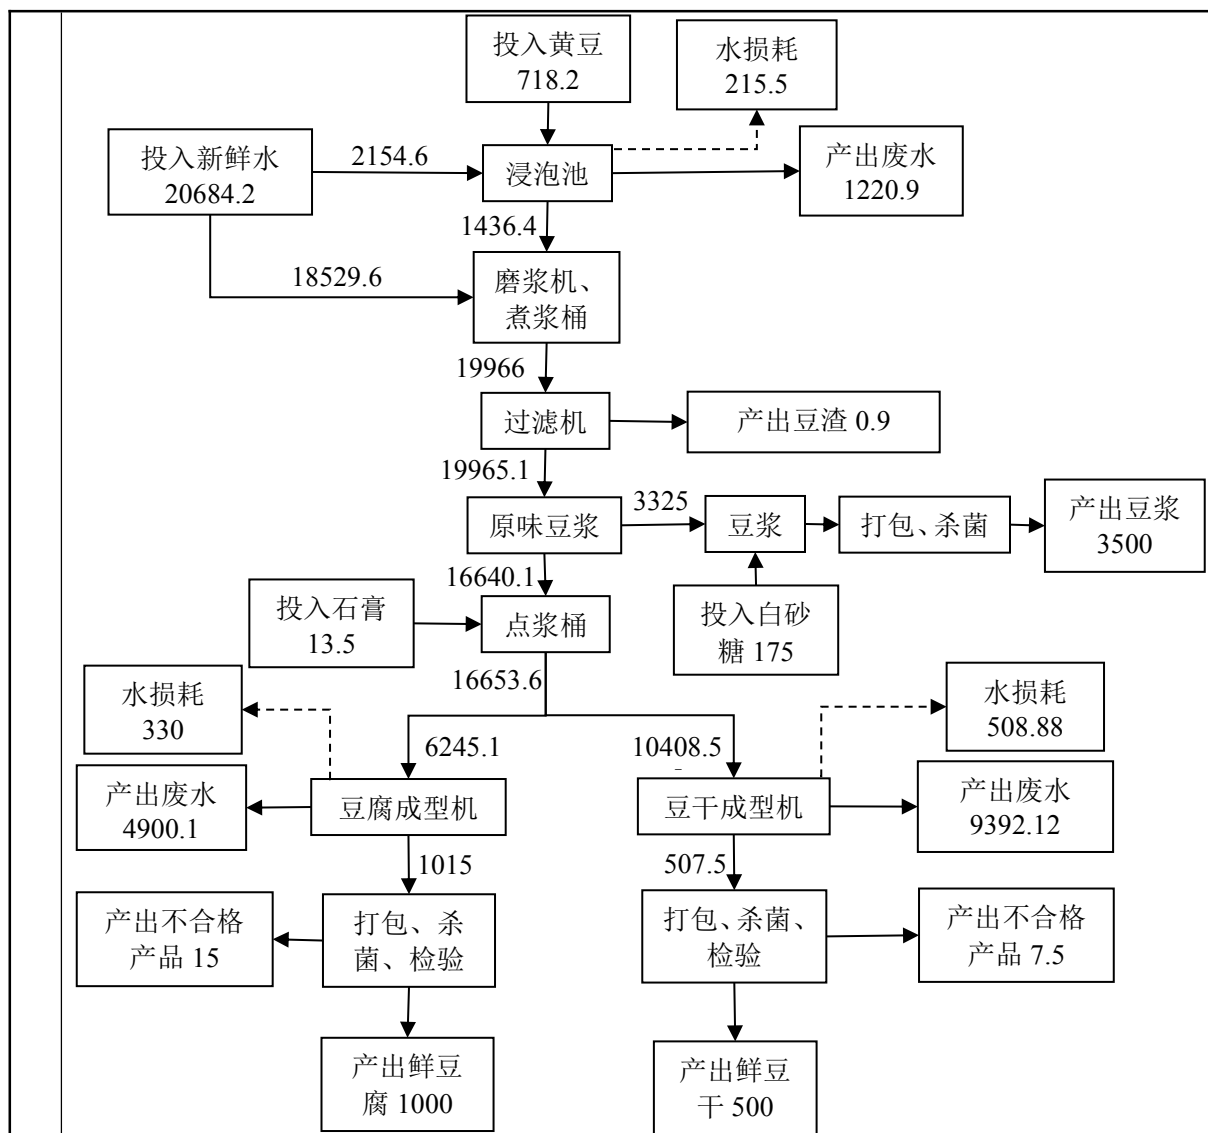 投入黄豆
718.2
水损耗
215.5
投入新鲜水
20684.2
2154.6
浸泡池
产出废水
1220.9
1436.4
18529.6
磨浆机、
煮浆桶
19966
过滤机
产出豆渣 0.9
19965.1
原味豆浆
3325
豆浆
打包、杀菌
产出豆浆
3500
16640.1
投入石膏
13.5
点浆桶
投入白砂
糖 175
16653.6
水损耗
330
水损耗
508.88
6245.1
10408.5
产出废水
4900.1
豆腐成型机
豆干成型机
产出废水
9392.12
1015
507.5
产出不合格
产品 15
打包、杀
菌、检验
打包、杀菌、
检验
产出不合格
产品 7.5
产出鲜豆
腐 1000
产出鲜豆
干 500